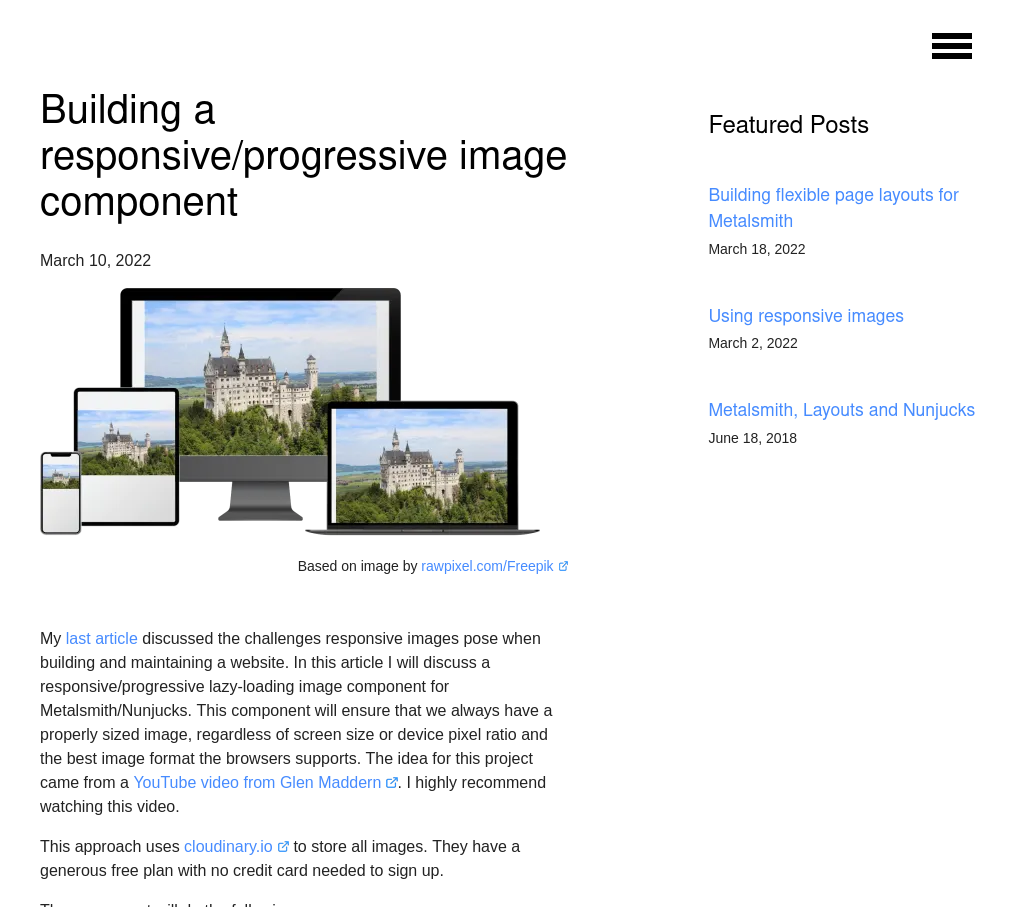 Building a
responsive/progressive image
component
March 10, 2022
Based on image by rawpixel.com/Freepik
My last article discussed the challenges responsive images pose when
building and maintaining a website. In this article I will discuss a
responsive/progressive lazy-loading image component for
Metalsmith/Nunjucks. This component will ensure that we always have a
properly sized image, regardless of screen size or device pixel ratio and
the best image format the browsers supports. The idea for this project
came from a YouTube video from Glen Maddern. I highly recommend
watching this video.
This approach uses cloudinary.io to store all images. They have a
generous free plan with no credit card needed to sign up.
Featured Posts
Building flexible page layouts for
Metalsmith
March 18, 2022
Using responsive images
March 2, 2022
Metalsmith, Layouts and Nunjucks
June 18, 2018